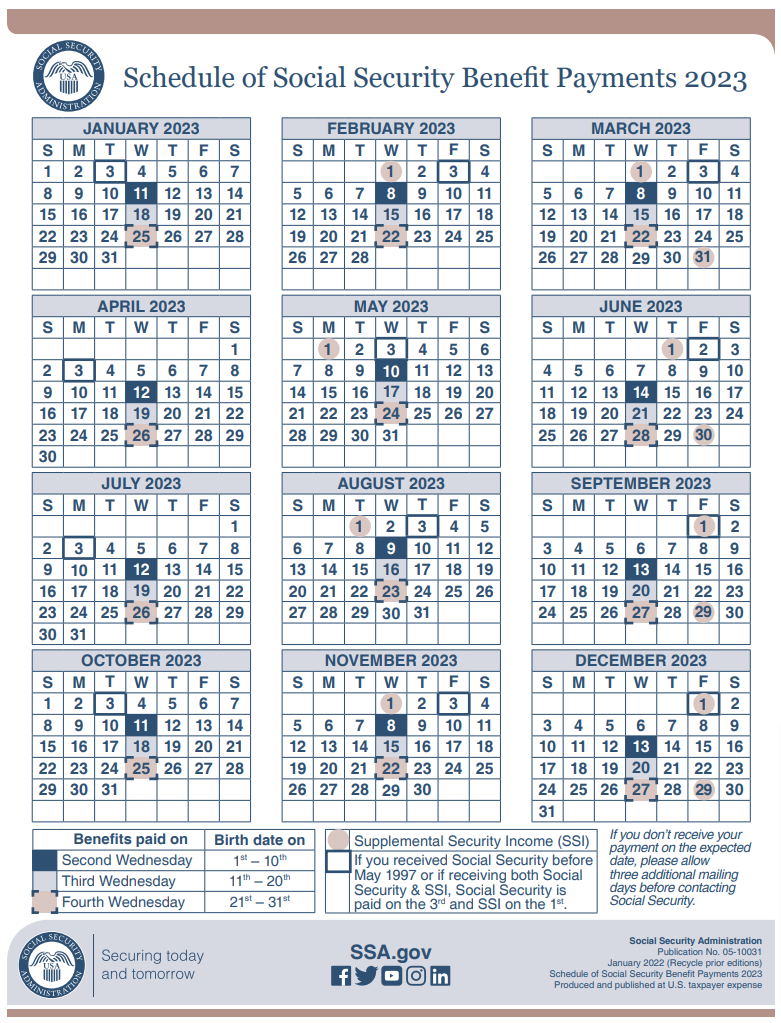 SOCIAL SECURITY ADMINISTRATION
USA
Schedule of Social Security Benefit Payments 2023
JANUARY 2023
S M T W T F S
1 2 3 4 5 6 7
8 9 10 11 12 13 14
15 16 17 18 19 20 21
22 23 24 25 26 27 28
29 30 31
FEBRUARY 2023
S M T W T F S
1 2 3 4
5 6 7 8 9 10 11
12 13 14 15 16 17 18
19 20 21 22 23 24 25
26 27 28
MARCH 2023
S M T W T F S
1 2 3 4
5 6 7 8 9 10 11
12 13 14 15 16 17 18
19 20 21 22 23 24 25
26 27 28 29 30 31
APRIL 2023
S M T W T F S
1
2 3 4 5 6 7 8
9 10 11 12 13 14 15
16 17 18 19 20 21 22
23 24 25 26 27 28 29
30
MAY 2023
S M T W T F S
1 2 3 4 5 6
7 8 9 10 11 12 13
14 15 16 17 18 19 20
21 22 23 24 25 26 27
28 29 30 31
JUNE 2023
S M T W T F S
1 2 3
4 5 6 7 8 9 10
11 12 13 14 15 16 17
18 19 20 21 22 23 24
25 26 27 28 29 30
JULY 2023
S M T W T F S
1
2 3 4 5 6 7 8
9 10 11 12 13 14 15
16 17 18 19 20 21 22
23 24 25 26 27 28 29
30 31
AUGUST 2023
S M T W T F S
1 2 3 4 5
6 7 8 9 10 11 12
13 14 15 16 17 18 19
20 21 22 23 24 25 26
27 28 29 30 31
SEPTEMBER 2023
S M T W T F S
1 2
3 4 5 6 7 8 9
10 11 12 13 14 15 16
17 18 19 20 21 22 23
24 25 26 27 28 29 30
OCTOBER 2023
S M T W T F S
1 2 3 4 5 6 7
8 9 10 11 12 13 14
15 16 17 18 19 20 21
22 23 24 25 26 27 28
29 30 31
NOVEMBER 2023
S M T W T F S
1 2 3 4
5 6 7 8 9 10 11
12 13 14 15 16 17 18
19 20 21 22 23 24 25
26 27 28 29 30
DECEMBER 2023
S M T W T F S
1 2
3 4 5 6 7 8 9
10 11 12 13 14 15 16
17 18 19 20 21 22 23
24 25 26 27 28 29 30
31
Benefits paid on Birth date on
Second Wednesday 1st – 10th
Third Wednesday 11th – 20th
Fourth Wednesday 21st – 31st
Supplemental Security Income (SSI)
If you received Social Security before
May 1997 or if receiving both Social
Security & SSI, Social Security is
paid on the 3rd and SSI on the 1st.
If you don't receive your
payment on the expected
date, please allow
three additional mailing
days before contacting
Social Security.
SOCIAL SECURITY ADMINISTRATION
USA
Securing today
and tomorrow
SSA.gov
Social Security Administration
Publication No. 05-10031
January 2022 (Recycle prior editions)
Schedule of Social Security Benefit Payments 2023
Produced and published at U.S. taxpayer expense